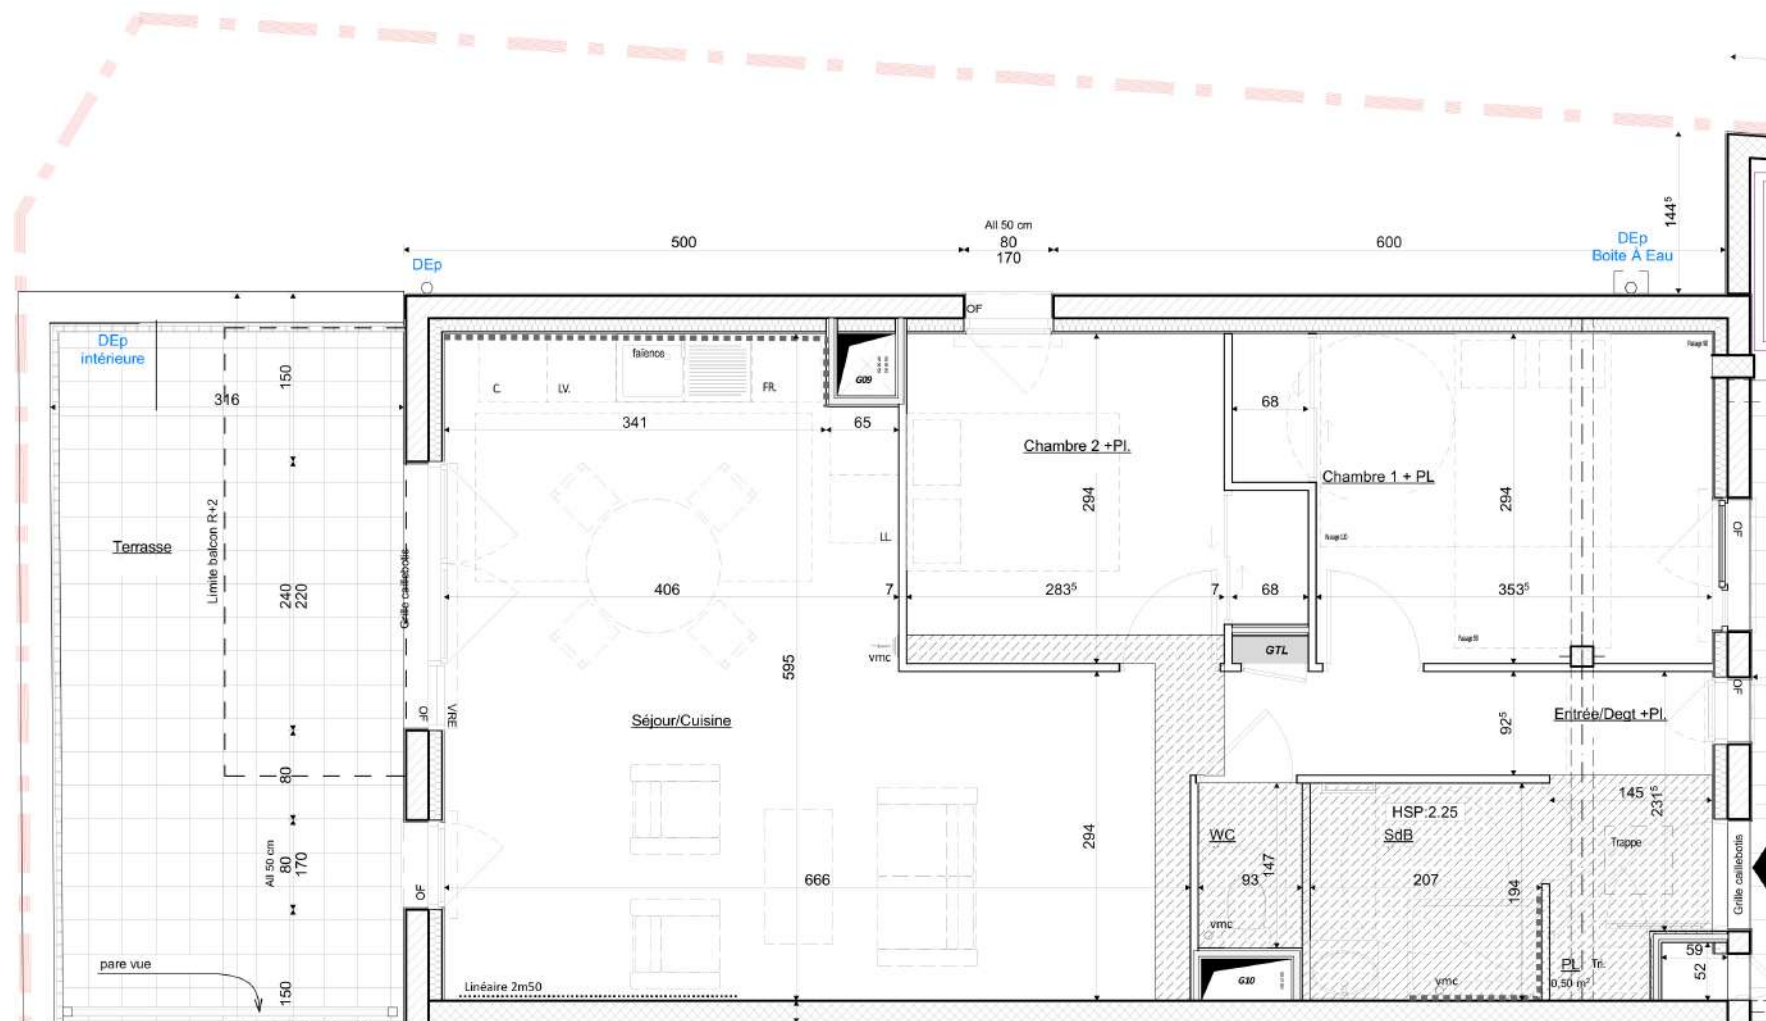 144⁵
All 50 cm
500
80
600
170
DEp
Boite À Eau
DEp
OF
DEp
intérieure
faïence
C.
LV.
FR.
G09
150
316
341
65
68
Chambre 2 +Pl.
Chambre 1 + PL
294
294
Limite balcon R+2
Terrasse
LL
OF
Grille caillebotis
240
220
406
7
283⁵
7
68
353⁵
vmc
GTL
595
OF
VRE
Séjour/Cuisine
92⁵
Entrée/Degt +Pl.
OF
80
145
231⁵
HSP:2.25
WC
SdB
Trappe
294
All 50 cm
80
170
OF
666
93
147
207
194
Grille caillebotis
vmc
pare vue
150
Linéaire 2m50
G10
vmc
PL
Tri.
0,50 m²
59
52